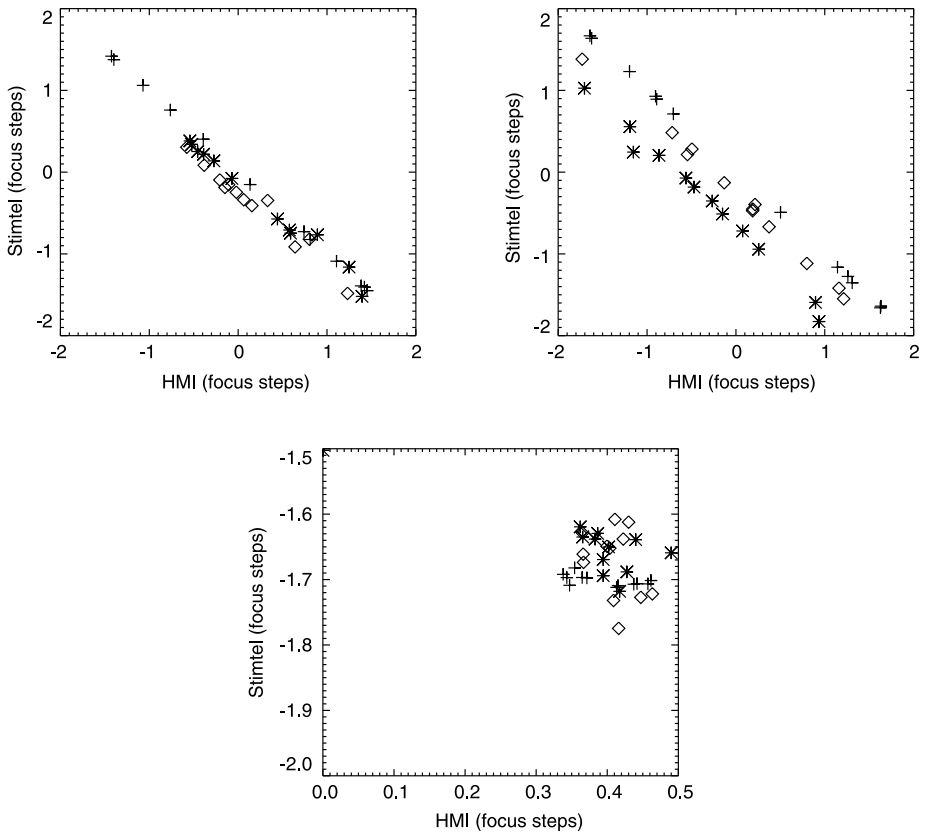 2
1
0
-1
-2
Stimtel (focus steps)
-2 -1 0 1 2
HMI (focus steps)
2
1
0
-1
-2
Stimtel (focus steps)
-2 -1 0 1 2
HMI (focus steps)
-1.5
-1.6
-1.7
-1.8
-1.9
-2.0
Stimtel (focus steps)
0.0 0.1 0.2 0.3 0.4 0.5
HMI (focus steps)